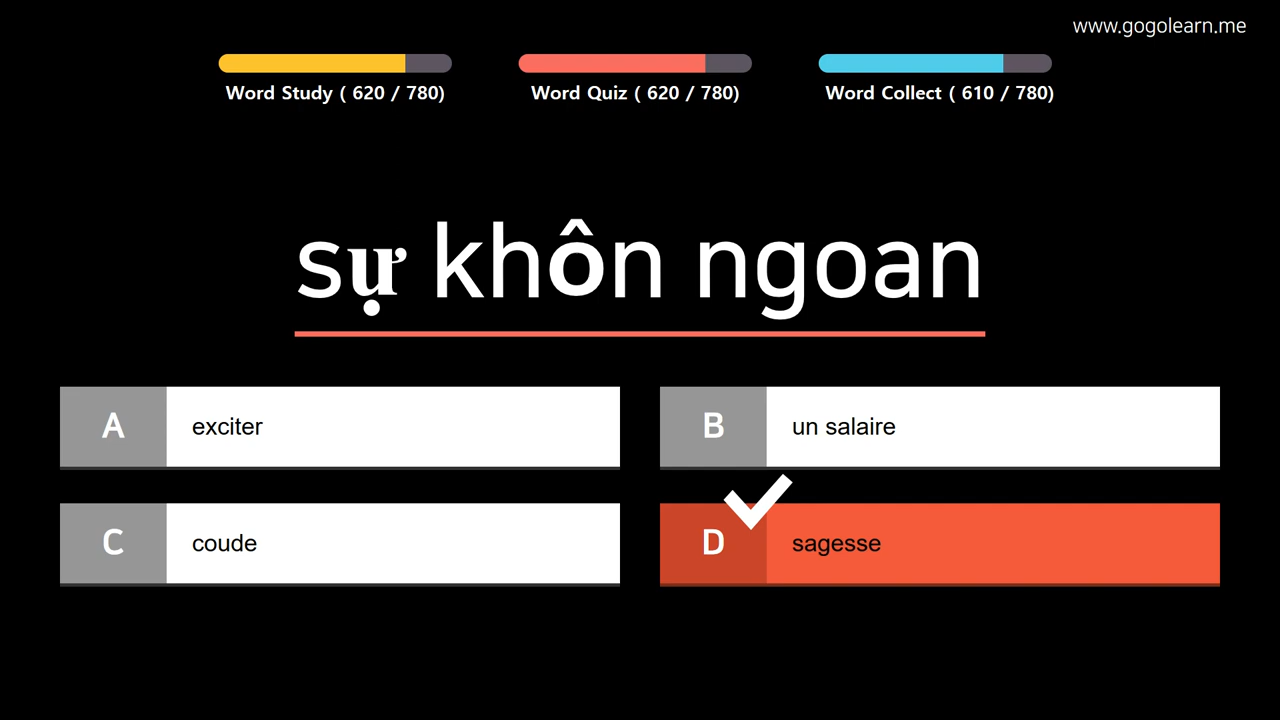 www.gogolearn.me
Word Study ( 620 / 780)
Word Quiz ( 620 / 780)
Word Collect ( 610 / 780)
sự khôn ngoan
A exciter
B un salaire
C coude
D sagesse